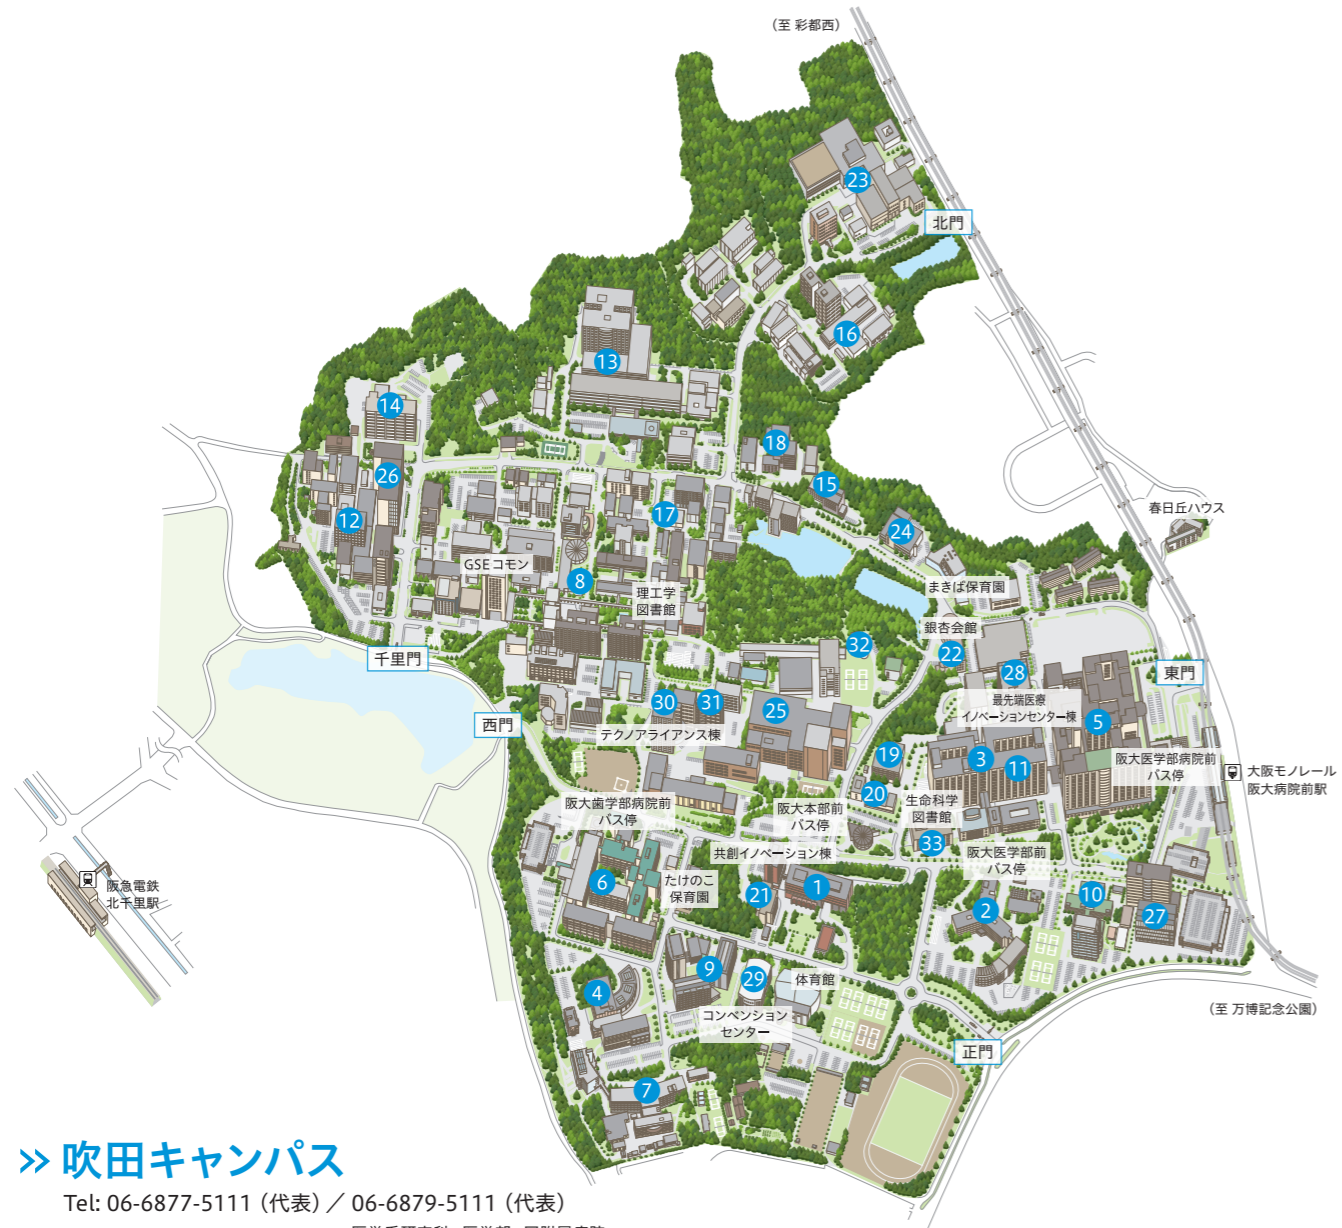 （至 彩都西）
23
北門
16
13
14
18
26
15
17
12
24
春日丘ハウス
GSEコモン
8
理工学
図書館
まきば保育園
銀杏会館
32
22
千里門
28
東門
30
31
25
最先端医療
イノベーションセンター棟
5
西門
テクノアライアンス棟
19
3
11
阪大医学部病院前
バス停
大阪モノレール
阪大病院前駅
20
阪大歯学部病院前
バス停
阪大本部前
バス停
生命科学
図書館
33
共創イノベーション棟
阪大医学部前
バス停
阪急電鉄
北千里駅
6
たけのこ
保育園
21
1
10
2
27
9
29
体育館
4
コンベンション
センター
（至 万博記念公園）
正門
7
» 吹田キャンパス
Tel: 06-6877-5111（代表）／ 06-6879-5111（代表）